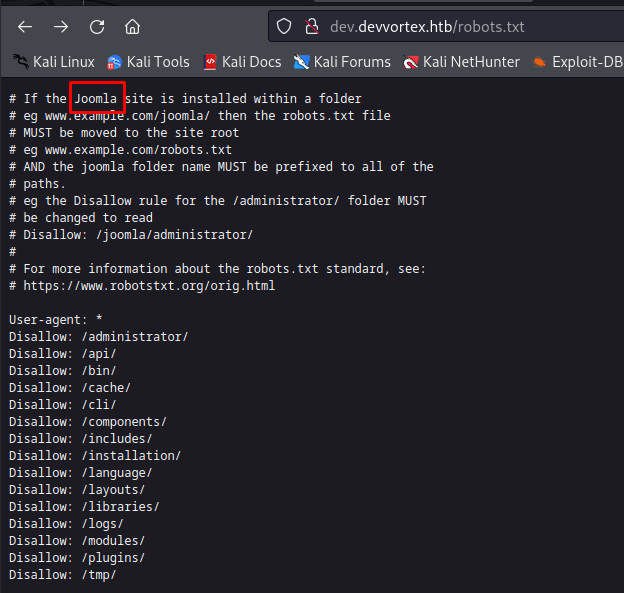 dev.devvortex.htb/robots.txt
Kali Linux Kali Tools Kali Docs Kali Forums Kali NetHunter Exploit-DB
# If the Joomla site is installed within a folder
# eg www.example.com/joomla/ then the robots.txt file
# MUST be moved to the site root
# eg www.example.com/robots.txt
# AND the joomla folder name MUST be prefixed to all of the
# paths.
# eg the Disallow rule for the /administrator/ folder MUST
# be changed to read
# Disallow: /joomla/administrator/
#
# For more information about the robots.txt standard, see:
# https://www.robotstxt.org/orig.html
User-agent: *
Disallow: /administrator/
Disallow: /api/
Disallow: /bin/
Disallow: /cache/
Disallow: /cli/
Disallow: /components/
Disallow: /includes/
Disallow: /installation/
Disallow: /language/
Disallow: /layouts/
Disallow: /libraries/
Disallow: /logs/
Disallow: /modules/
Disallow: /plugins/
Disallow: /tmp/